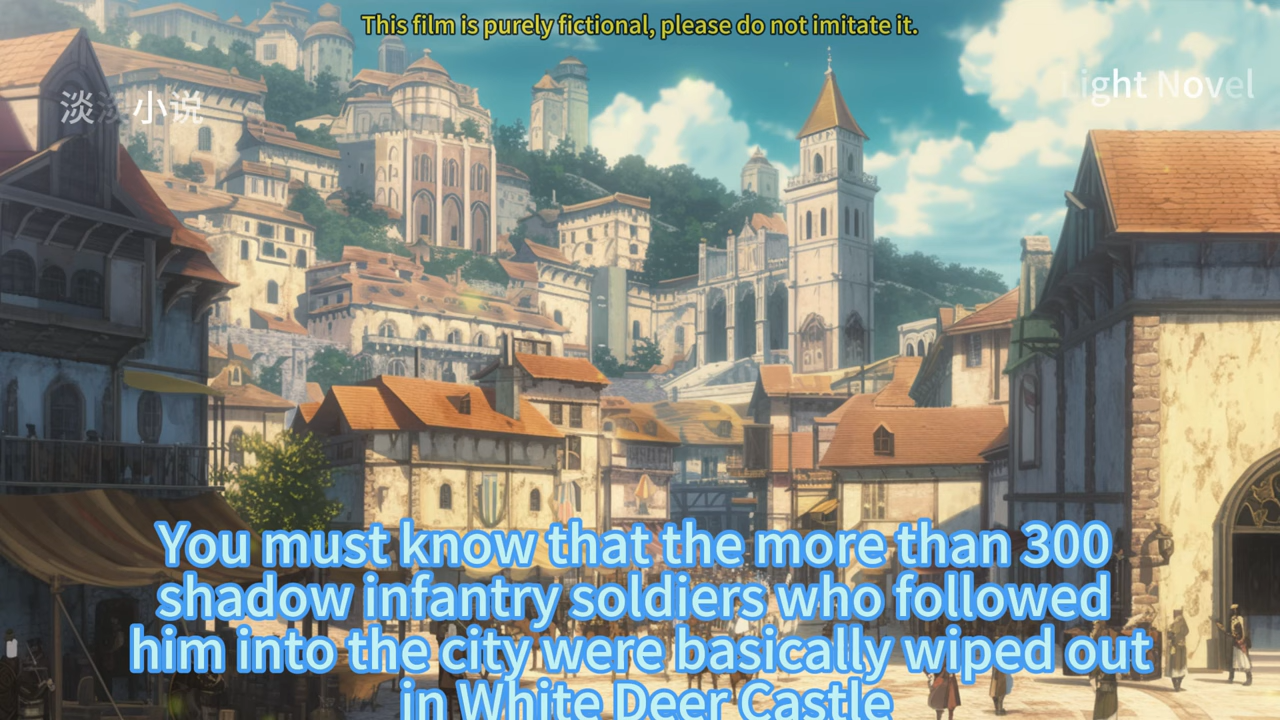 This film is purely fictional, please do not imitate it.
Light Novel
小说
You must know that the more than 300
shadow infantry soldiers who followed
him into the city were basically wiped out
in White Deer Castle